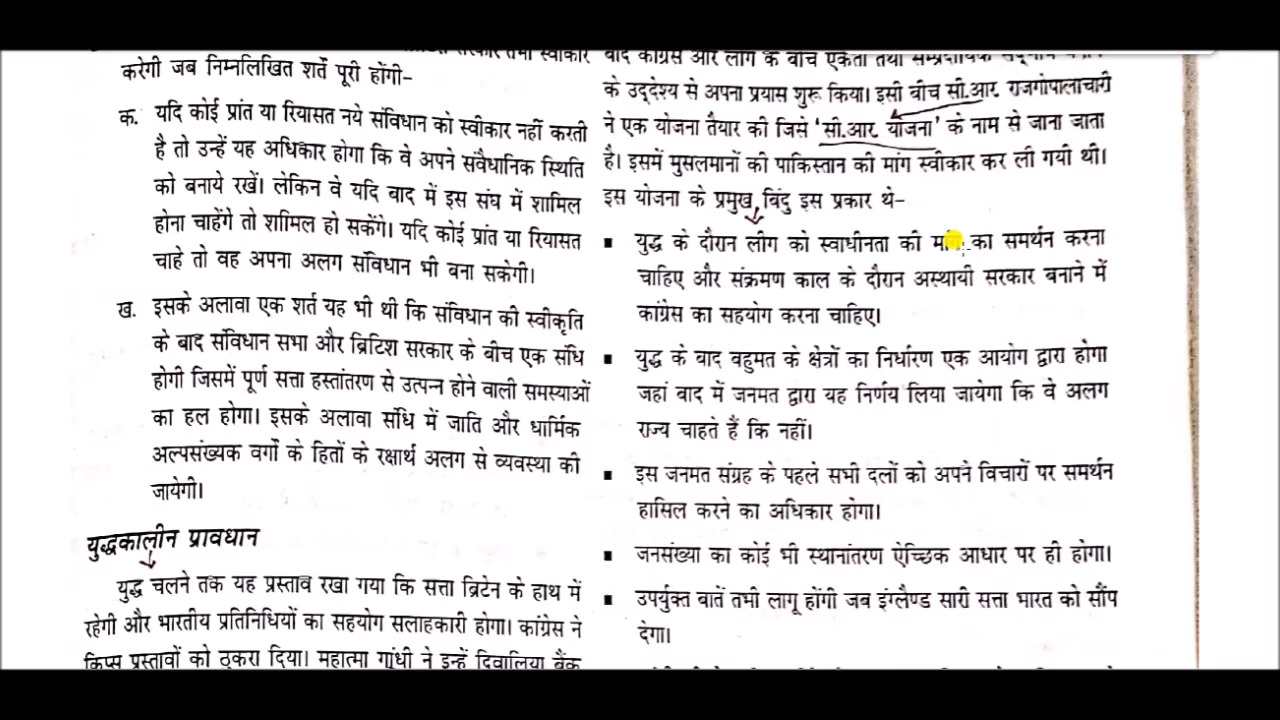 करेगी जब निम्नलिखित शर्तें पूरी होंगी-
क. यदि कोई प्रांत या रियासत नये संविधान को स्वीकार नहीं करती
है तो उन्हें यह अधिकार होगा कि वे अपने संवैधानिक स्थिति
को बनाये रखें। लेकिन वे यदि बाद में इस संघ में शामिल
होना चाहेंगे तो शामिल हो सकेंगे। यदि कोई प्रांत या रियासत
चाहे तो वह अपना अलग संविधान भी बना सकेगी।
ख. इसके अलावा एक शर्त यह भी थी कि संविधान की स्वीकृति
के बाद संविधान सभा और ब्रिटिश सरकार के बीच एक संधि
होगी जिसमें पूर्ण सत्ता हस्तांतरण से उत्पन्न होने वाली समस्याओं
का हल होगा। इसके अलावा संधि में जाति और धार्मिक
अल्पसंख्यक वर्गों के हितों के रक्षार्थ अलग से व्यवस्था की
जायेगी।
युद्धकालीन प्रावधान
युद्ध चलने तक यह प्रस्ताव रखा गया कि सत्ता ब्रिटेन के हाथ में
रहेगी और भारतीय प्रतिनिधियों का सहयोग सलाहकारी होगा। कांग्रेस ने
क्रिप्स प्रस्तावों को ठुकरा दिया। महात्मा गांधी ने इन्हें दिवालिया बैंक
बाद कांग्रेस और लीग के बीच एकता तथा
के उद्देश्य से अपना प्रयास शुरू किया। इसी बीच सी.आर राजगोपालाचारी
ने एक योजना तैयार की जिसे 'सी.आर योजना' के नाम से जाना जाता
है। इसमें मुसलमानों की पाकिस्तान की मांग स्वीकार कर ली गयी थी।
इस योजना के प्रमुख बिंदु इस प्रकार थे-
▪ युद्ध के दौरान लीग को स्वाधीनता की मांग का समर्थन करना
चाहिए और संक्रमण काल के दौरान अस्थायी सरकार बनाने में
कांग्रेस का सहयोग करना चाहिए।
▪ युद्ध के बाद बहुमत के क्षेत्रों का निर्धारण एक आयोग द्वारा होगा
जहां बाद में जनमत द्वारा यह निर्णय लिया जायेगा कि वे अलग
राज्य चाहते हैं कि नहीं।
▪ इस जनमत संग्रह के पहले सभी दलों को अपने विचारों पर समर्थन
हासिल करने का अधिकार होगा।
▪ जनसंख्या का कोई भी स्थानांतरण ऐच्छिक आधार पर ही होगा।
▪ उपर्युक्त बातें तभी लागू होंगी जब इंग्लैण्ड सारी सत्ता भारत को सौंप
देगा।